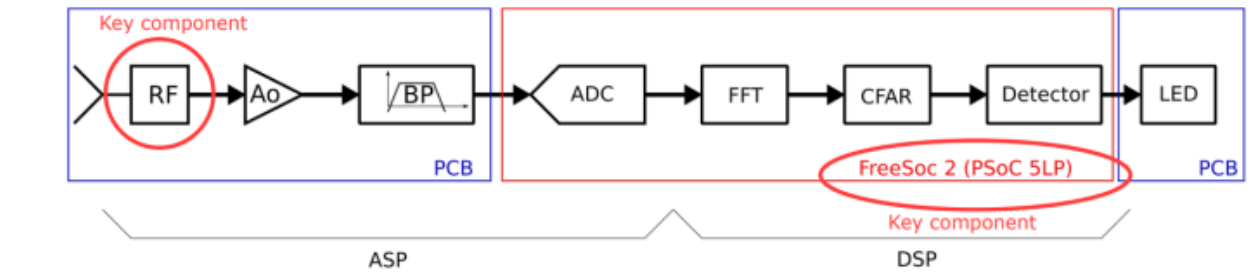 Key component
RF
Ao
BP
ADC
FFT
CFAR
Detector
LED
PCB
FreeSoc 2 (PSoC 5LP)
PCB
Key component
ASP
DSP